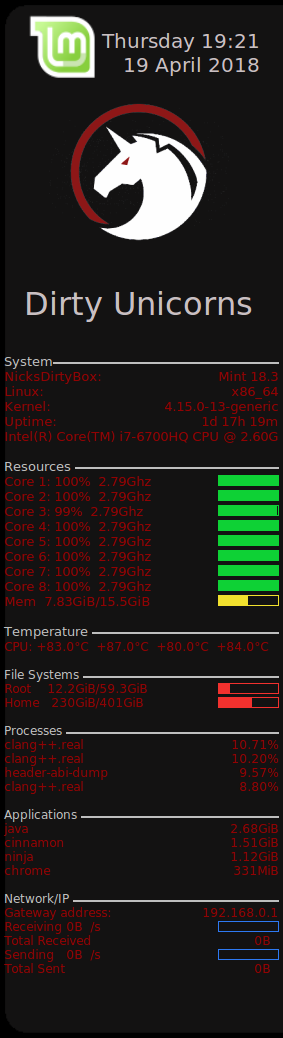 Thursday 19:21
19 April 2018
Dirty Unicorns
System
NicksDirtyBox: Mint 18.3
Linux: x86_64
Kernel: 4.15.0-13-generic
Uptime: 1d 17h 19m
Intel(R) Core(TM) i7-6700HQ CPU @ 2.60G
Resources
Core 1: 100% 2.79Ghz
Core 2: 100% 2.79Ghz
Core 3: 99% 2.79Ghz
Core 4: 100% 2.79Ghz
Core 5: 100% 2.79Ghz
Core 6: 100% 2.79Ghz
Core 7: 100% 2.79Ghz
Core 8: 100% 2.79Ghz
Mem 7.83GiB/15.5GiB
Temperature
CPU: +83.0°C +87.0°C +80.0°C +84.0°C
File Systems
Root 12.2GiB/59.3GiB
Home 230GiB/401GiB
Processes
clang++.real 10.71%
clang++.real 10.20%
header-abi-dump 9.57%
clang++.real 8.80%
Applications
java 2.68GiB
cinnamon 1.51GiB
ninja 1.12GiB
chrome 331MiB
Network/IP
Gateway address: 192.168.0.1
Receiving 0B /s
Total Received 0B
Sending 0B /s
Total Sent 0B